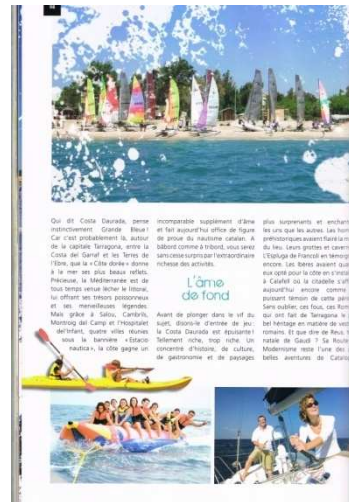 Qui dit Costa Daurada, pense
instinctivement Grande Bleue !
Car c'est probablement là, autour
de la capitale Tarragona, entre la
Costa del Garraf et les Terres de
l'Ebre, que la « Côte dorée » donne
à la mer ses plus beaux reflets.
Précieuse, la Méditerranée est de
tout temps venue lécher le littoral,
lui offrant ses trésors poissonneux
et ses merveilleuses légendes.
Mais grâce à Salou, Cambrils,
Montroig del Camp et l'Hospitalet
del'Infant, quatre villes réunies
sous la bannière « Estació
nautica », la côte gagne un
incomparable supplément d'âme
et fait aujourd'hui office de figure
de proue du nautisme catalan. A
bâbord comme à tribord, vous serez
sans cesse surpris par l'extraordinaire
richesse des activités.
L'âme
de fond
Avant de plonger dans le vif du
sujet, disons-le d'entrée de jeu :
la Costa Daurada est épuisante !
Tellement riche, trop riche. Un
concentré d'histoire, de culture,
de gastronomie et de paysages
plus surprenants et enchant
les uns que les autres. Les hom
préhistoriques avaient flairé la ri
du lieu. Leurs grottes et cavern
L'Espluga de Francolí en témoig
encore. Les Ibères avaient qua
eux opté pour la côte en s'instal
à Calafell où la citadelle s'off
aujourd'hui encore comme
puissant témoin de cette péri
Sans oublier, ces fous, ces Rom
qui ont fait de Tarragone le
bel héritage en matière de vest
romains. Et que dire de Reus,
natale de Gaudí ? Sa Route
Modernisme reste l'une des
belles aventures de Catalo